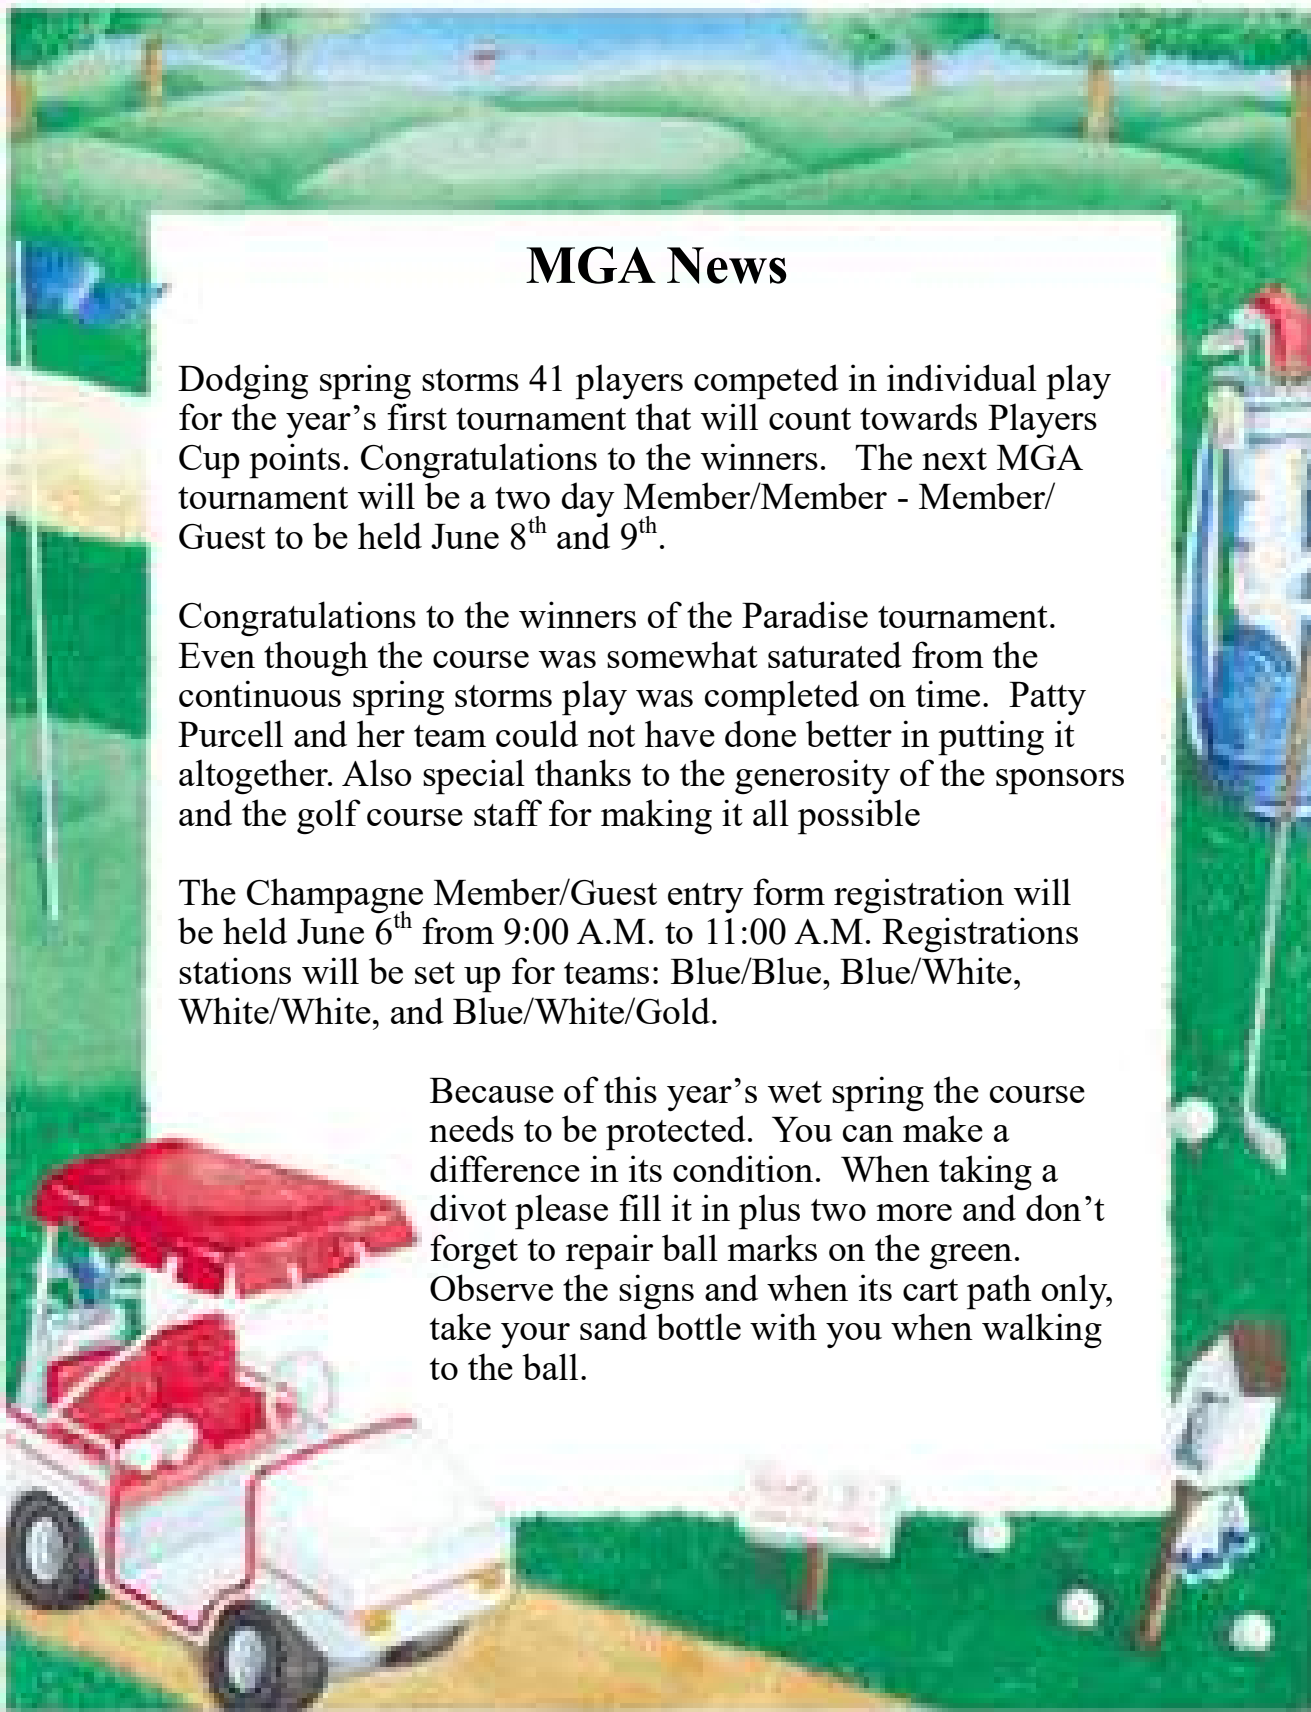 MGA News
Dodging spring storms 41 players competed in individual play
for the year’s first tournament that will count towards Players
Cup points. Congratulations to the winners.   The next MGA
tournament will be a two day Member/Member - Member/
Guest to be held June 8th and 9th.
Congratulations to the winners of the Paradise tournament.
Even though the course was somewhat saturated from the
continuous spring storms play was completed on time.  Patty
Purcell and her team could not have done better in putting it
altogether. Also special thanks to the generosity of the sponsors
and the golf course staff for making it all possible
The Champagne Member/Guest entry form registration will
be held June 6th from 9:00 A.M. to 11:00 A.M. Registrations
stations will be set up for teams: Blue/Blue, Blue/White,
White/White, and Blue/White/Gold.
Because of this year’s wet spring the course
needs to be protected.  You can make a
difference in its condition.  When taking a
divot please fill it in plus two more and don’t
forget to repair ball marks on the green.
Observe the signs and when its cart path only,
take your sand bottle with you when walking
to the ball.